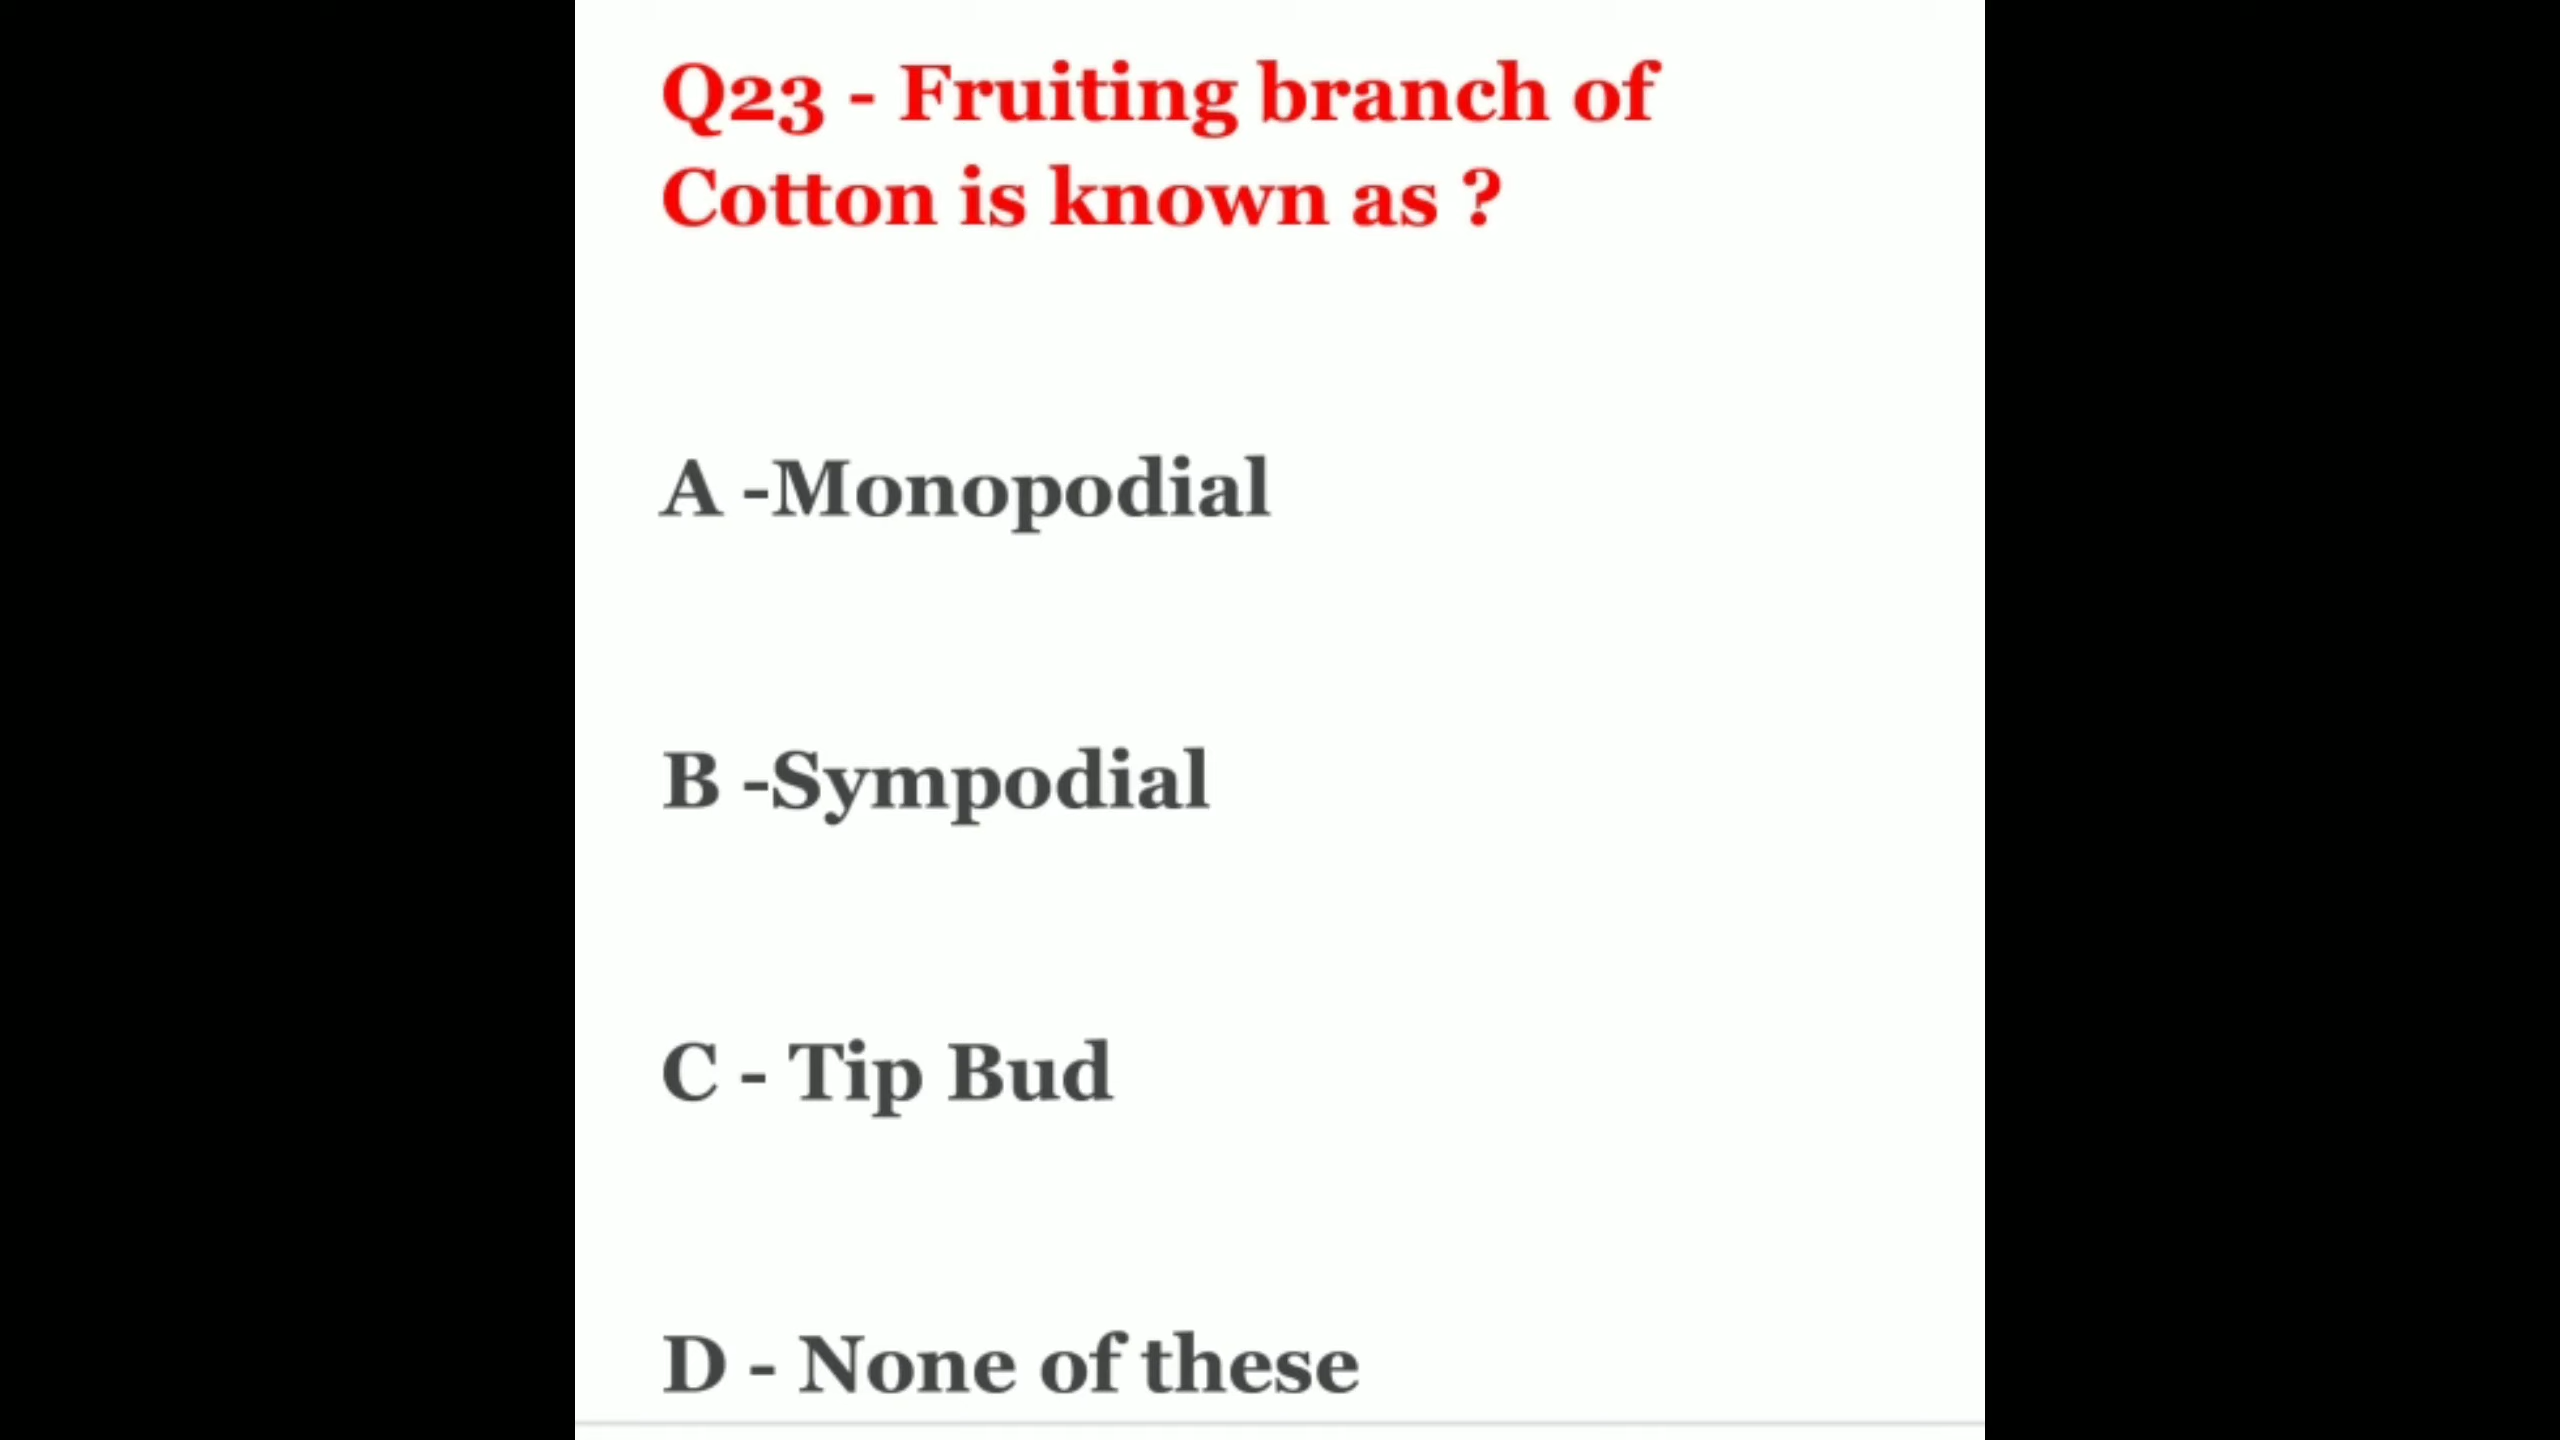 Q23 - Fruiting branch of
Cotton is known as ?
A -Monopodial
B -Sympodial
C - Tip Bud
D - None of these